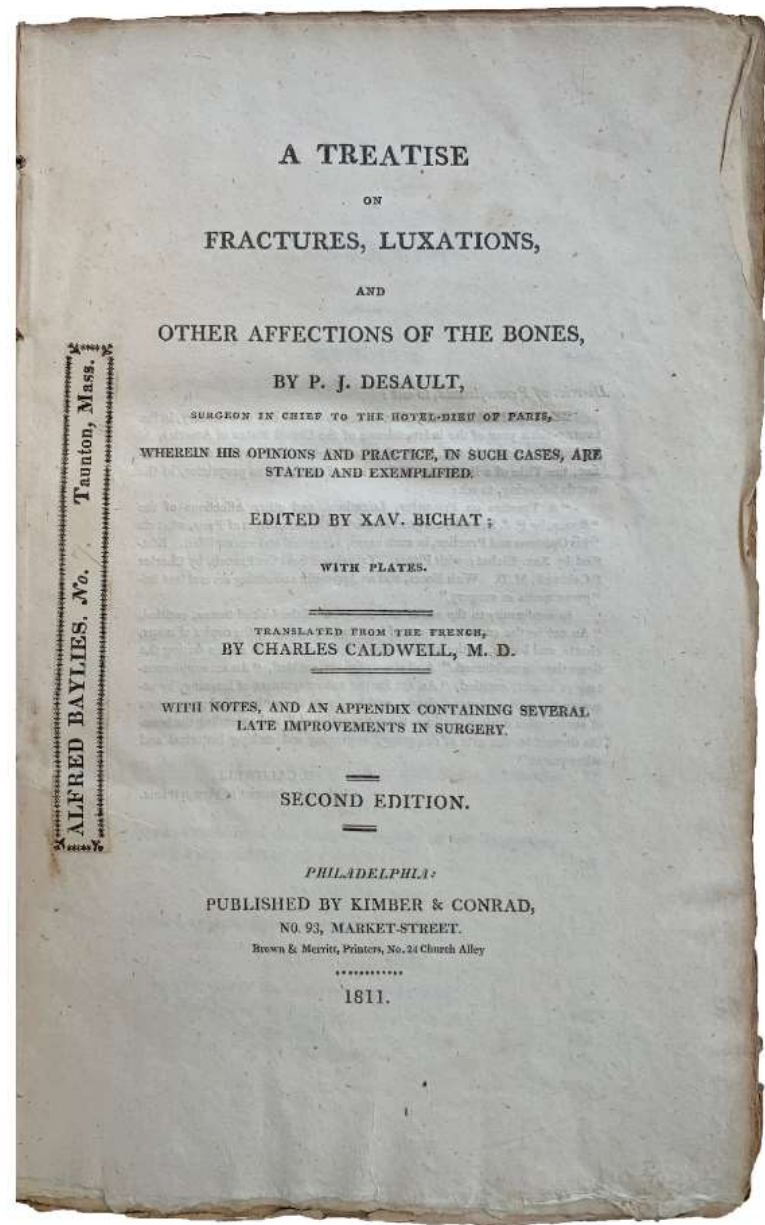 A TREATISE
ON
FRACTURES, LUXATIONS,
AND
OTHER AFFECTIONS OF THE BONES,
BY P. J. DESAULT,
SURGEON IN CHIEF TO THE HOTEL-DIEU OF PARIS,
WHEREIN HIS OPINIONS AND PRACTICE, IN SUCH CASES, ARE
STATED AND EXEMPLIFIED.
EDITED BY XAV. BICHAT;
WITH PLATES.
TRANSLATED FROM THE FRENCH,
BY CHARLES CALDWELL, M. D.
WITH NOTES, AND AN APPENDIX CONTAINING SEVERAL
LATE IMPROVEMENTS IN SURGERY.
SECOND EDITION.
PHILADELPHIA:
PUBLISHED BY KIMBER & CONRAD,
NO. 93, MARKET-STREET.
Brown & Merritt, Printers, No. 24 Church Alley
1811.
ALFRED BAYLIES, No. Taunton, Mass.